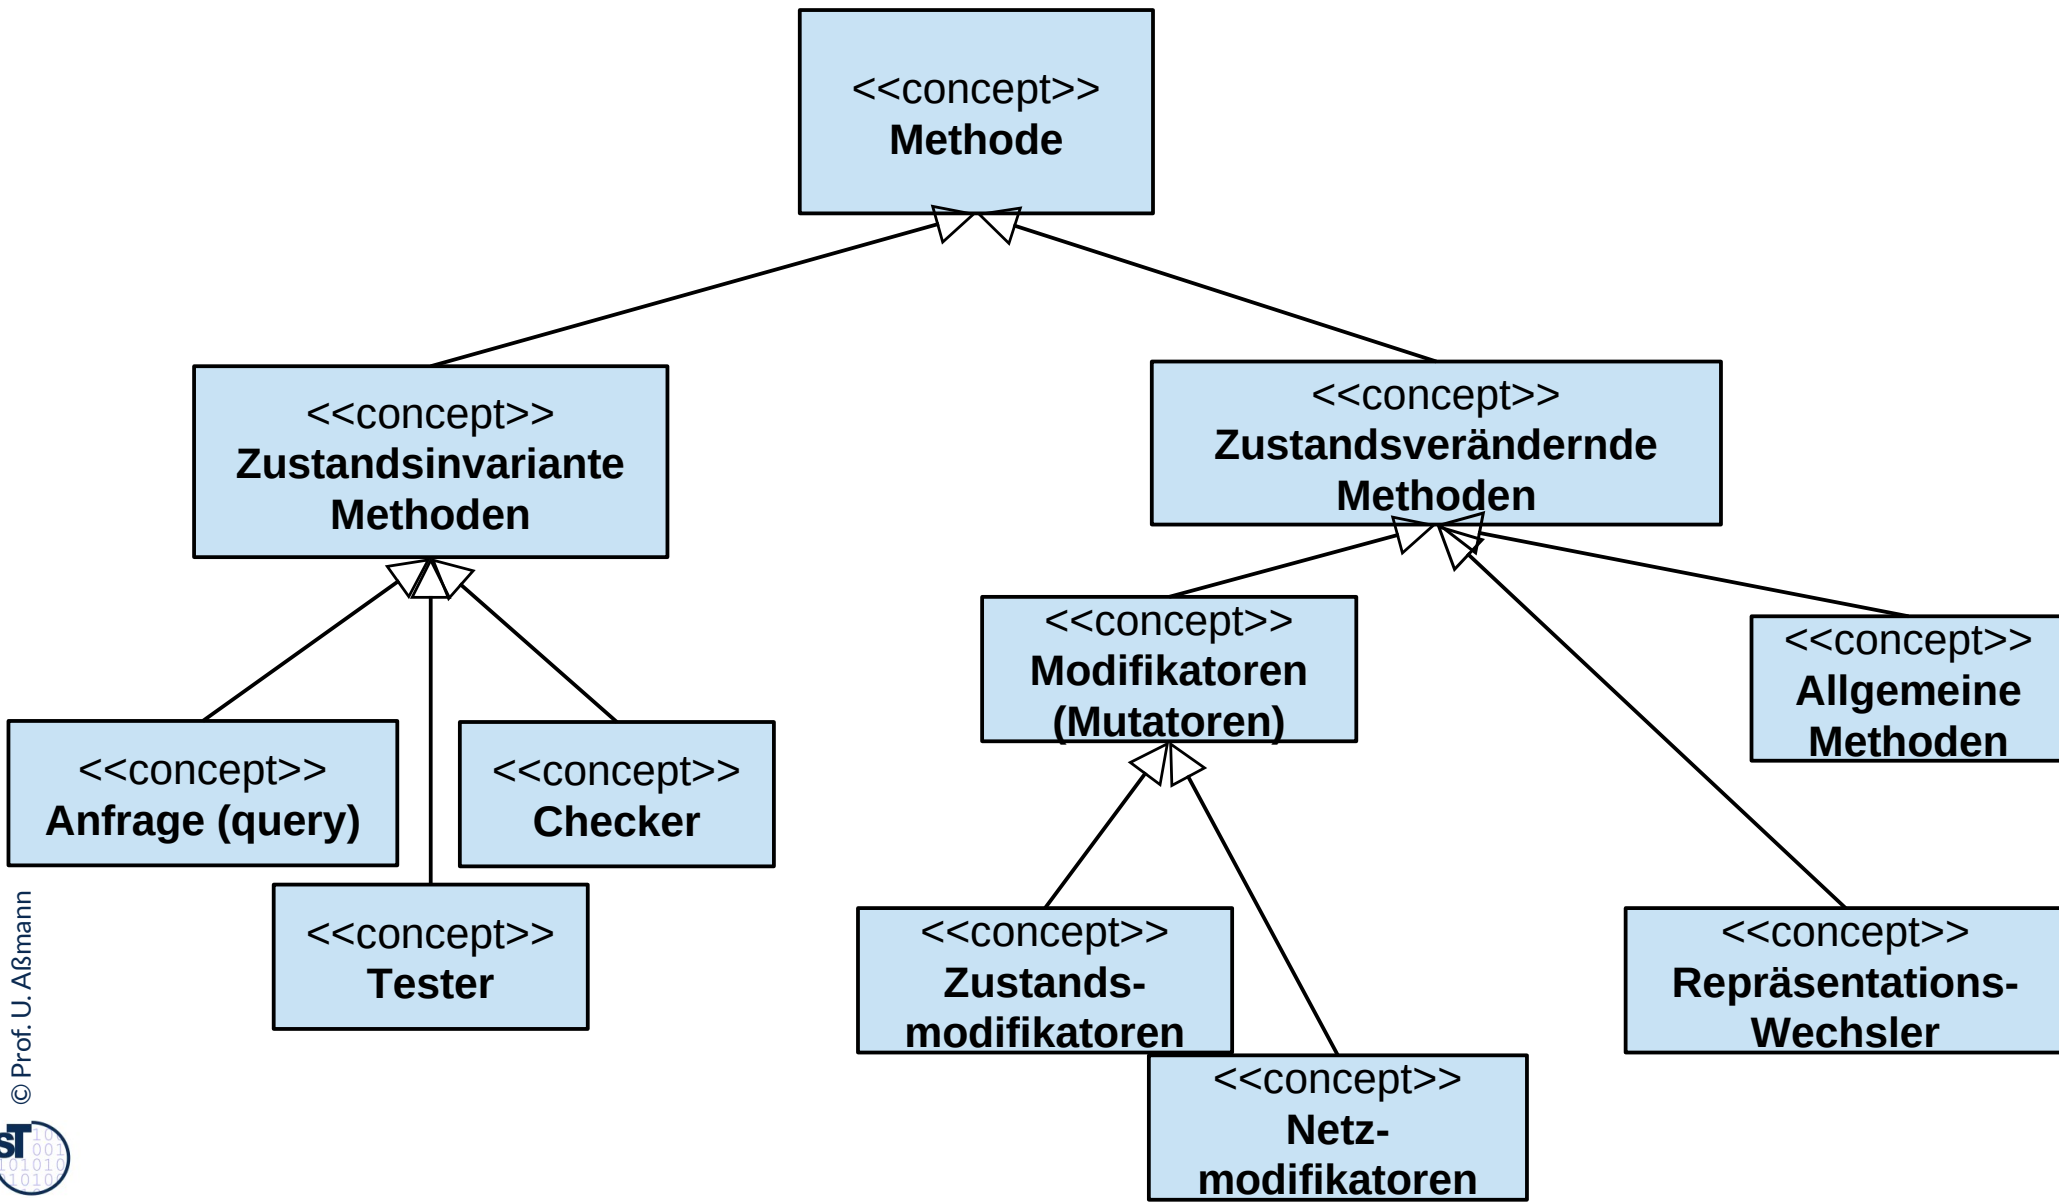 <<concept>>
Methode
<<concept>>
Zustandsinvariante
Methoden
<<concept>>
Zustandsverändernde
Methoden
<<concept>>
Modifikatoren
(Mutatoren)
<<concept>>
Allgemeine
Methoden
<<concept>>
Anfrage (query)
<<concept>>
Checker
<<concept>>
Tester
<<concept>>
Zustands-
modifikatoren
<<concept>>
Repräsentations-
Wechsler
<<concept>>
Netz-
modifikatoren
© Prof. U. Aßmann
ST